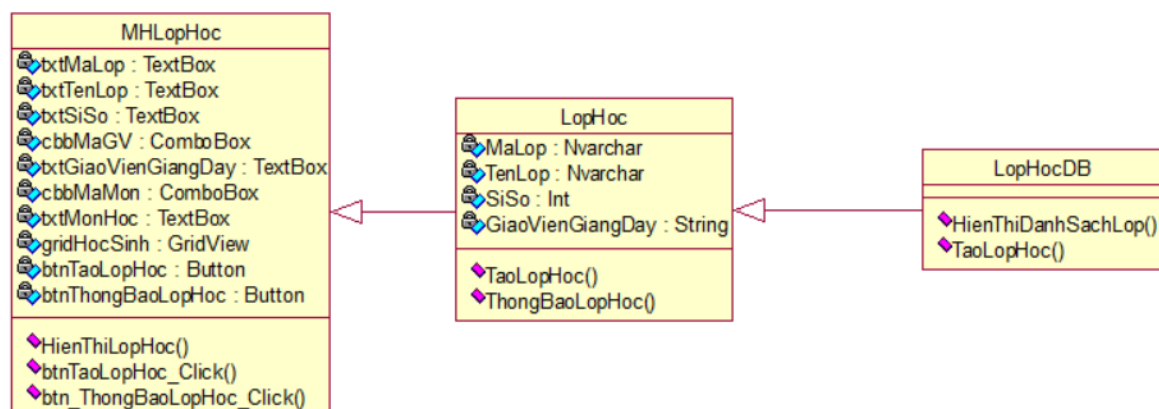 MHLopHoc
txtMaLop : TextBox
txtTenLop : TextBox
txtSiSo : TextBox
cbbMaGV : ComboBox
txtGiaoVienGiangDay : TextBox
cbbMaMon : ComboBox
txtMonHoc : TextBox
gridHocSinh : GridView
btnTaoLopHoc : Button
btnThongBaoLopHoc : Button
HienThiLopHoc()
btnTaoLopHoc_Click()
btn_ThongBaoLopHoc_Click()
LopHoc
MaLop : Nvarchar
TenLop : Nvarchar
SiSo : Int
GiaoVienGiangDay : String
TaoLopHoc()
ThongBaoLopHoc()
LopHocDB
HienThiDanhSachLop()
TaoLopHoc()